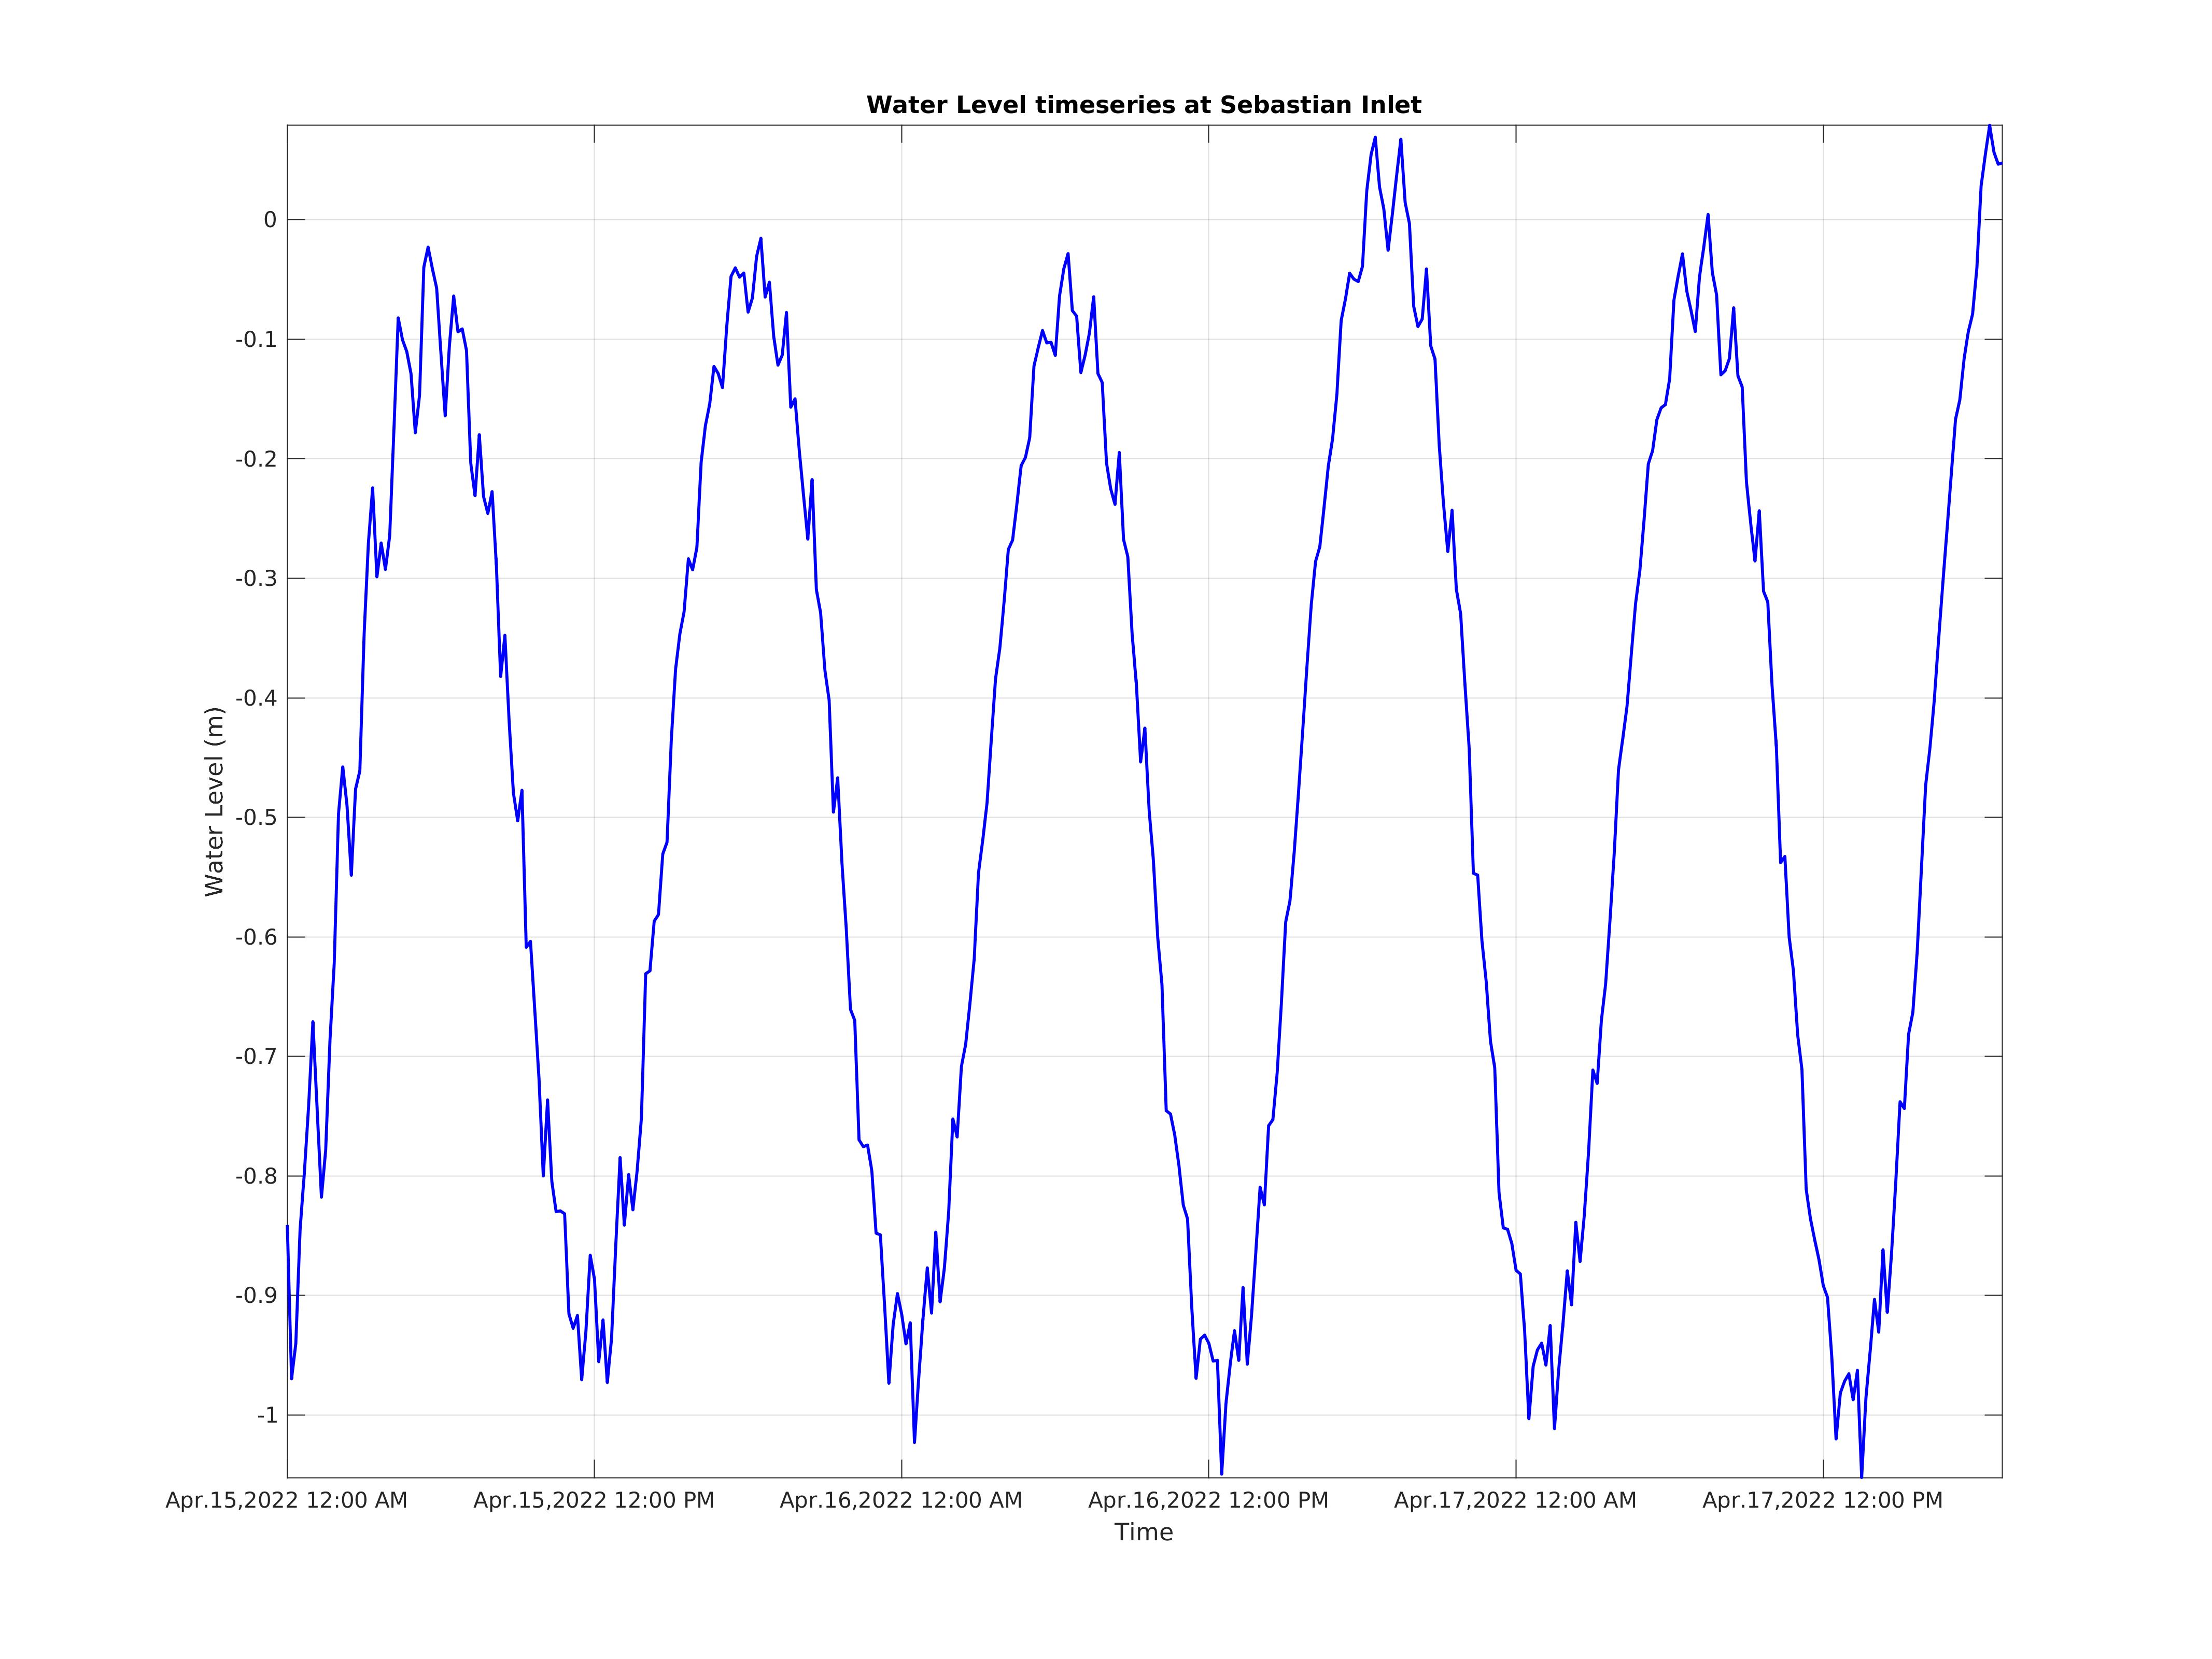 Water Level timeseries at Sebastian Inlet
0
-0.1
-0.2
-0.3
-0.4
-0.5
-0.6
-0.7
-0.8
-0.9
-1
Water Level (m)
Apr.15,2022 12:00 AM
Apr.15,2022 12:00 PM
Apr.16,2022 12:00 AM
Apr.16,2022 12:00 PM
Apr.17,2022 12:00 AM
Apr.17,2022 12:00 PM
Time